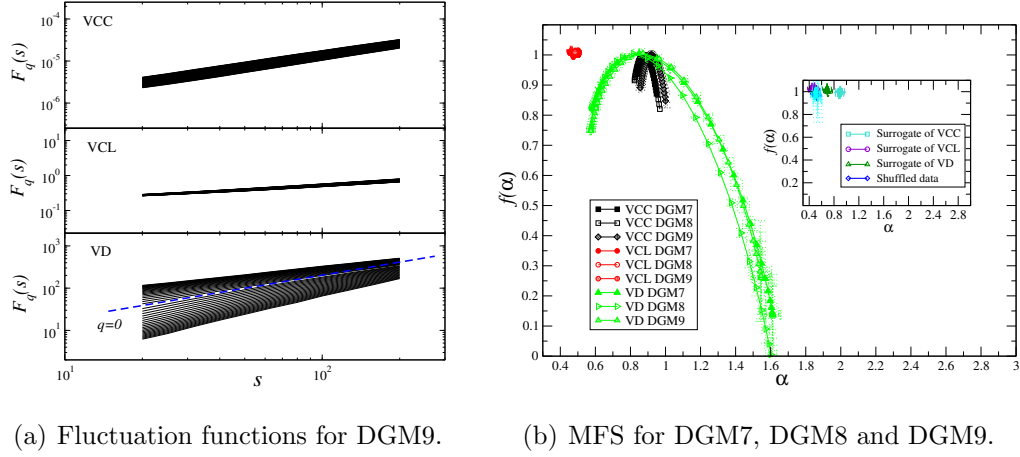 VCC
10^-4
10^-5
10^-6
F_q(s)
VCL
10^1
10^0
10^-1
F_q(s)
VD
10^3
10^2
10^1
F_q(s)
q=0
10^1
10^2
s
1
0.9
0.8
0.7
0.6
0.5
0.4
0.3
0.2
0.1
0
f(α)
VCC DGM7
VCC DGM8
VCC DGM9
VCL DGM7
VCL DGM8
VCL DGM9
VD DGM7
VD DGM8
VD DGM9
0.4 0.6 0.8 1 1.2 1.4 1.6 1.8 2 2.2 2.4 2.6 2.8 3
α
1
0.8
0.6
0.4
0.2
f(α)
Surrogate of VCC
Surrogate of VCL
Surrogate of VD
Shuffled data
0.4 0.8 1.2 1.6 2 2.4 2.8
α
(a) Fluctuation functions for DGM9.
(b) MFS for DGM7, DGM8 and DGM9.